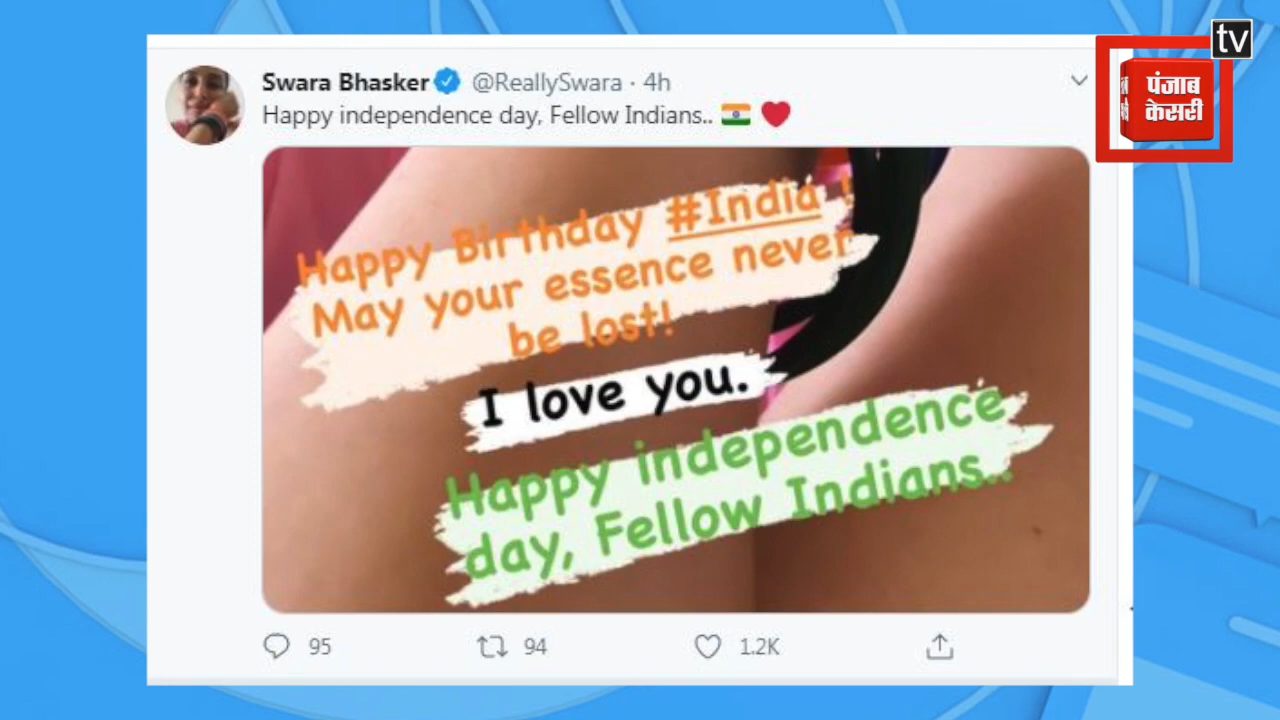 tv
पंजाब
केसरी
Swara Bhasker @ReallySwara · 4h
Happy independence day, Fellow Indians.. 🇮🇳 ❤️
Happy Birthday #India !
May your essence never
be lost!
I love you.
Happy independence
day, Fellow Indians..
95 94 1.2K